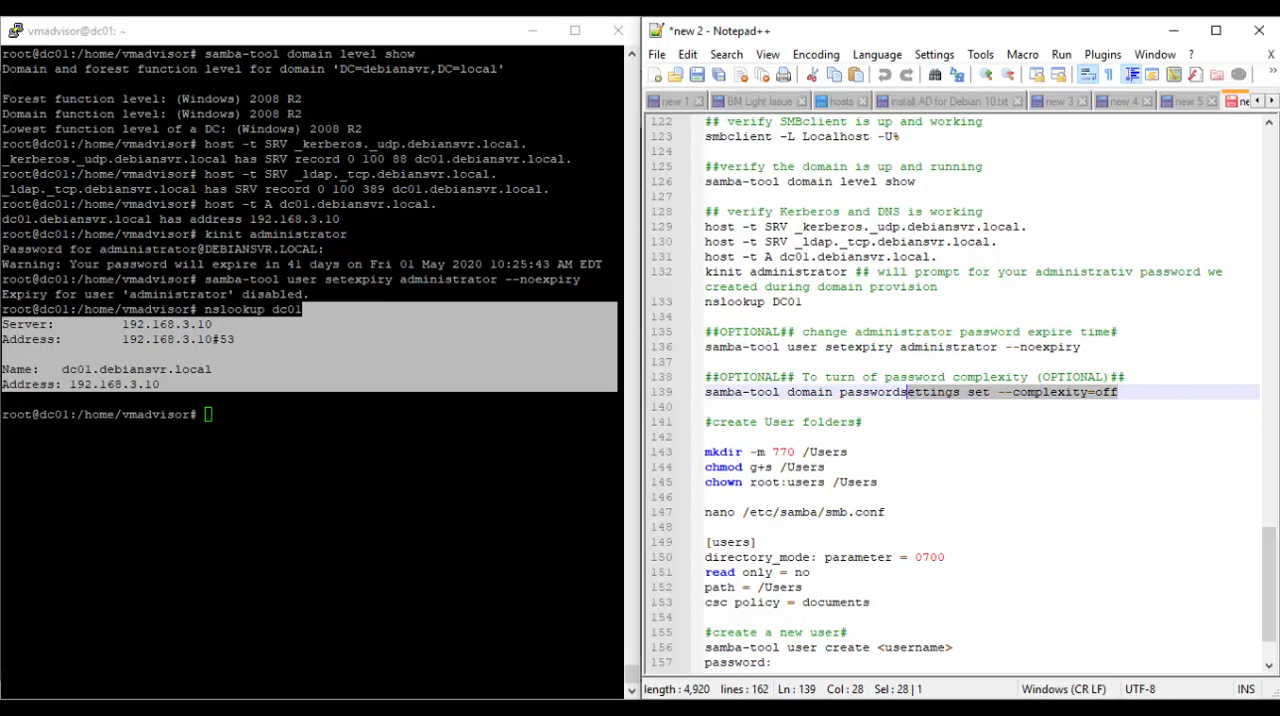 vmadvisor@dc01: ~
root@dc01:/home/vmadvisor# samba-tool domain level show
Domain and forest function level for domain 'DC=debiansvr,DC=local'
Forest function level: (Windows) 2008 R2
Domain function level: (Windows) 2008 R2
Lowest function level of a DC: (Windows) 2008 R2
root@dc01:/home/vmadvisor# host -t SRV _kerberos._udp.debiansvr.local.
_kerberos._udp.debiansvr.local has SRV record 0 100 88 dc01.debiansvr.local.
root@dc01:/home/vmadvisor# host -t SRV _ldap._tcp.debiansvr.local.
_ldap._tcp.debiansvr.local has SRV record 0 100 389 dc01.debiansvr.local.
root@dc01:/home/vmadvisor# host -t A dc01.debiansvr.local.
dc01.debiansvr.local has address 192.168.3.10
root@dc01:/home/vmadvisor# kinit administrator
Password for administrator@DEBIANSVR.LOCAL:
Warning: Your password will expire in 41 days on Fri 01 May 2020 10:25:43 AM EDT
root@dc01:/home/vmadvisor# samba-tool user setexpiry administrator --noexpiry
Expiry for user 'administrator' disabled.
root@dc01:/home/vmadvisor# nslookup dc01
Server: 192.168.3.10
Address: 192.168.3.10#53
Name: dc01.debiansvr.local
Address: 192.168.3.10
root@dc01:/home/vmadvisor#
*new 2 - Notepad++
File Edit Search View Encoding Language Settings Tools Macro Run Plugins Window ? X
new 1 BM Light Issue hosts install AD for Debian 10.txt new 3 new 4 new 5 ne
122 ## verify SMBclient is up and working
123 smbclient -L Localhost -U%
124
125 ##verify the domain is up and running
126 samba-tool domain level show
127
128 ## verify Kerberos and DNS is working
129 host -t SRV _kerberos._udp.debiansvr.local.
130 host -t SRV _ldap._tcp.debiansvr.local.
131 host -t A dc01.debiansvr.local.
132 kinit administrator ## will prompt for your administrativ password we
created during domain provision
133 nslookup DC01
134
135 ##OPTIONAL## change administrator password expire time#
136 samba-tool user setexpiry administrator --noexpiry
137
138 ##OPTIONAL## To turn of password complexity (OPTIONAL)##
139 samba-tool domain passwordsettings set --complexity=off
140
141 #create User folders#
142
143 mkdir -m 770 /Users
144 chmod g+s /Users
145 chown root:users /Users
146
147 nano /etc/samba/smb.conf
148
149 [users]
150 directory_mode: parameter = 0700
151 read only = no
152 path = /Users
153 csc policy = documents
154
155 #create a new user#
156 samba-tool user create <username>
157 password:
length : 4,920 lines : 162 Ln : 139 Col : 28 Sel : 28 | 1 Windows (CR LF) UTF-8 INS